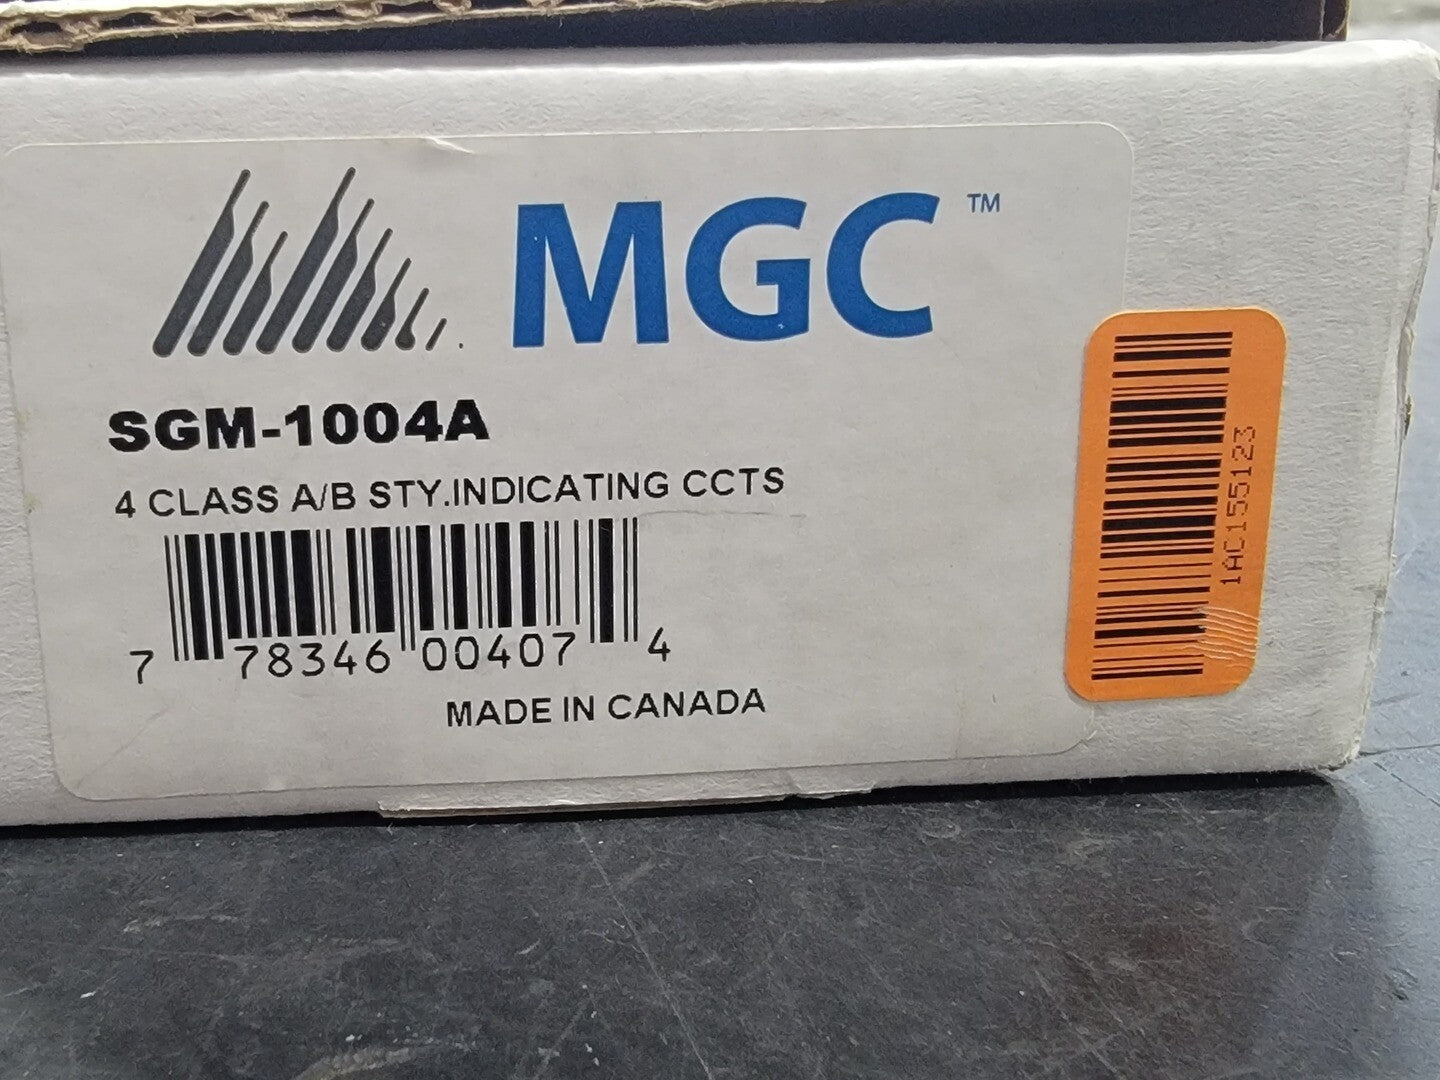 MGC™
SGM-1004A
4 CLASS A/B STY.INDICATING CCTS
7 78346 00407 4
MADE IN CANADA
1AC155123